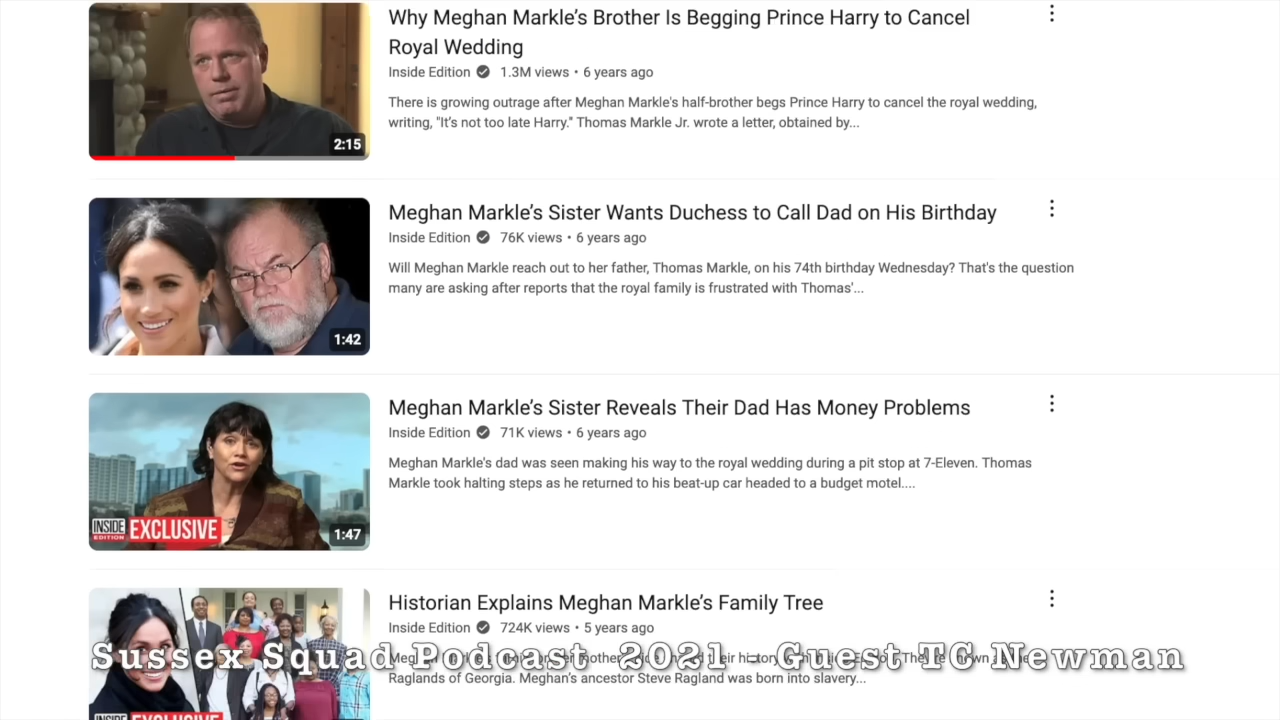 Why Meghan Markle’s Brother Is Begging Prince Harry to Cancel
Royal Wedding
Inside Edition 1.3M views • 6 years ago
There is growing outrage after Meghan Markle's half-brother begs Prince Harry to cancel the royal wedding,
writing, "It’s not too late Harry." Thomas Markle Jr. wrote a letter, obtained by...
2:15
Meghan Markle’s Sister Wants Duchess to Call Dad on His Birthday
Inside Edition 76K views • 6 years ago
Will Meghan Markle reach out to her father, Thomas Markle, on his 74th birthday Wednesday? That's the question
many are asking after reports that the royal family is frustrated with Thomas'...
1:42
Meghan Markle’s Sister Reveals Their Dad Has Money Problems
Inside Edition 71K views • 6 years ago
Meghan Markle's dad was seen making his way to the royal wedding during a pit stop at 7-Eleven. Thomas
Markle took halting steps as he returned to his beat-up car headed to a budget motel....
INSIDE EDITION EXCLUSIVE
1:47
Historian Explains Meghan Markle’s Family Tree
Inside Edition 724K views • 5 years ago
Sussex Squad Podcast 2021 - Guest TC Newman
Raglands of Georgia. Meghan’s ancestor Steve Ragland was born into slavery...
INSIDE EXCLUSIVE